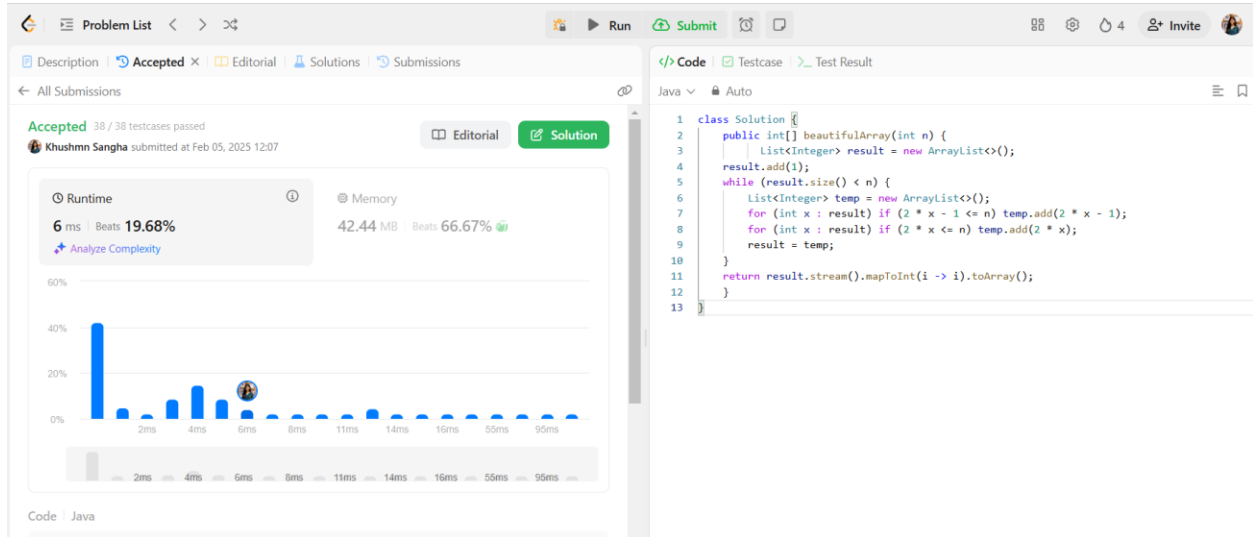 Problem List
Run
Submit
4
Invite
Description
Accepted
Editorial
Solutions
Submissions
All Submissions
Accepted 38 / 38 testcases passed
Khushmn Sangha submitted at Feb 05, 2025 12:07
Editorial
Solution
Runtime
6 ms Beats 19.68%
Analyze Complexity
Memory
42.44 MB Beats 66.67%
60%
40%
20%
0%
2ms 4ms 6ms 8ms 11ms 14ms 16ms 55ms 95ms
2ms 4ms 6ms 8ms 11ms 14ms 16ms 55ms 95ms
Code Java
</> Code Testcase >_ Test Result
Java Auto
1 class Solution {
2 public int[] beautifulArray(int n) {
3 List<Integer> result = new ArrayList<>();
4 result.add(1);
5 while (result.size() < n) {
6 List<Integer> temp = new ArrayList<>();
7 for (int x : result) if (2 * x - 1 <= n) temp.add(2 * x - 1);
8 for (int x : result) if (2 * x <= n) temp.add(2 * x);
9 result = temp;
10 }
11 return result.stream().mapToInt(i -> i).toArray();
12 }
13 }